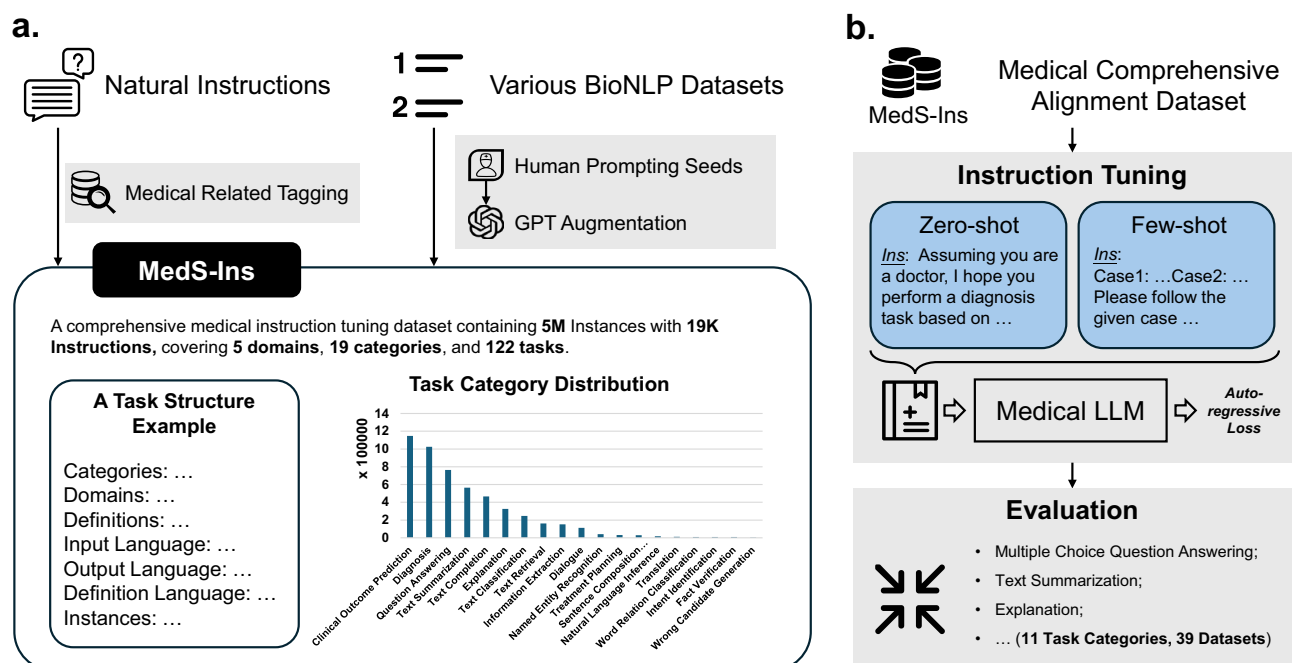 a.
?
Natural Instructions
1
2
Various BioNLP Datasets
Medical Related Tagging
Human Prompting Seeds
GPT Augmentation
MedS-Ins
A comprehensive medical instruction tuning dataset containing 5M Instances with 19K
Instructions, covering 5 domains, 19 categories, and 122 tasks.
A Task Structure
Example
Categories: …
Domains: …
Definitions: …
Input Language: …
Output Language: …
Definition Language: …
Instances: …
Task Category Distribution
x 100000
14
12
10
8
6
4
2
0
Clinical Outcome Prediction
Diagnosis
Question Answering
Text Summarization
Text Completion
Explanation
Text Classification
Text Retrieval
Information Extraction
Dialogue
Named Entity Recognition
Treatment Planning
Sentence Composition…
Natural Language Inference
Translation
Word Relation Classification
Intent Identification
Fact Verification
Wrong Candidate Generation
b.
MedS-Ins
Medical Comprehensive
Alignment Dataset
Instruction Tuning
Zero-shot
Ins: Assuming you are
a doctor, I hope you
perform a diagnosis
task based on …
Few-shot
Ins:
Case1: …Case2: …
Please follow the
given case …
Medical LLM
Auto-
regressive
Loss
Evaluation
• Multiple Choice Question Answering;
• Text Summarization;
• Explanation;
• … (11 Task Categories, 39 Datasets)